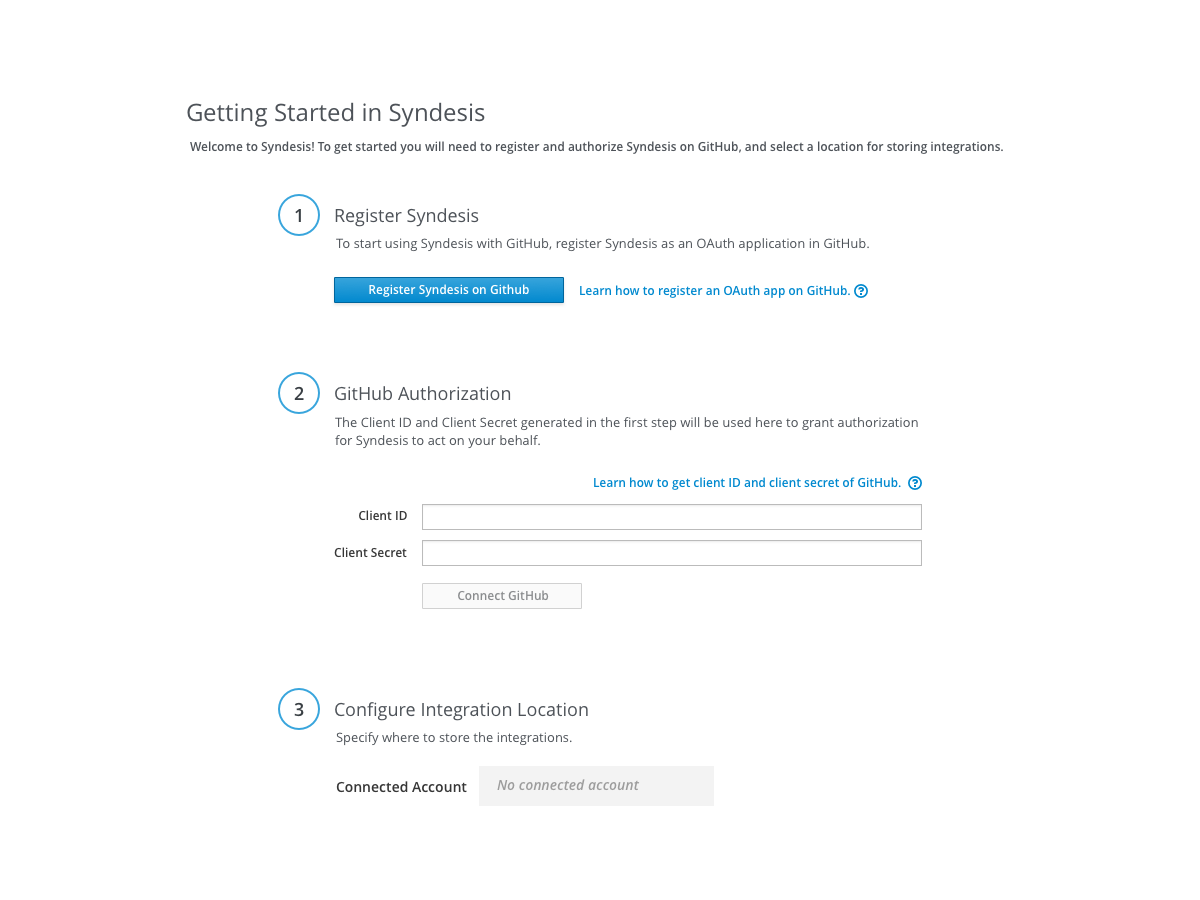 Getting Started in Syndesis
Welcome to Syndesis! To get started you will need to register and authorize Syndesis on GitHub, and select a location for storing integrations.
1
Register Syndesis
To start using Syndesis with GitHub, register Syndesis as an OAuth application in GitHub.
Register Syndesis on Github
Learn how to register an OAuth app on GitHub. ?
2
GitHub Authorization
The Client ID and Client Secret generated in the first step will be used here to grant authorization
for Syndesis to act on your behalf.
Learn how to get client ID and client secret of GitHub. ?
Client ID
Client Secret
Connect GitHub
3
Configure Integration Location
Specify where to store the integrations.
Connected Account
No connected account